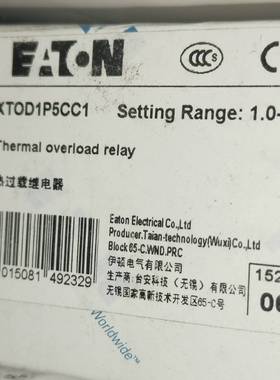 EATON
CCC S
XTOD1P5CC1 Setting Range: 1.0-
Thermal overload relay
热过载继电器
Eaton Electrical Co.,Ltd
Producer.Taian-technology(Wuxi)Co.,Ltd
Block 65-C.WND.PRC
伊顿电气有限公司
生产商: 台安科技（无锡）有限公司
无锡国家高新技术开发区65-C号
015081 492329
152
Worldwide™